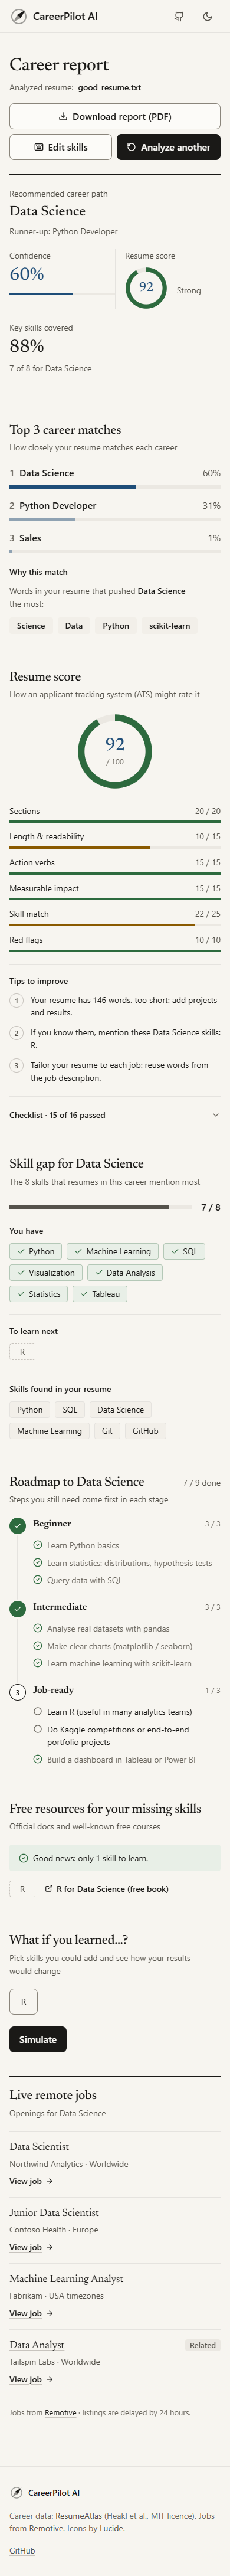 CareerPilot AI
Career report
Analyzed resume: good_resume.txt
Download report (PDF)
Edit skills
Analyze another
Recommended career path
Data Science
Runner-up: Python Developer
Confidence
60%
Resume score
92
Strong
Key skills covered
88%
7 of 8 for Data Science
Top 3 career matches
How closely your resume matches each career
1 Data Science 60%
2 Python Developer 31%
3 Sales 1%
Why this match
Words in your resume that pushed Data Science
the most:
Science Data Python scikit-learn
Resume score
How an applicant tracking system (ATS) might rate it
92
/ 100
Sections 20 / 20
Length & readability 10 / 15
Action verbs 15 / 15
Measurable impact 15 / 15
Skill match 22 / 25
Red flags 10 / 10
Tips to improve
1 Your resume has 146 words, too short: add projects
and results.
2 If you know them, mention these Data Science skills:
R.
3 Tailor your resume to each job: reuse words from
the job description.
Checklist · 15 of 16 passed
Skill gap for Data Science
The 8 skills that resumes in this career mention most
7 / 8
You have
Python Machine Learning SQL
Visualization Data Analysis
Statistics Tableau
To learn next
R
Skills found in your resume
Python SQL Data Science
Machine Learning Git GitHub
Roadmap to Data Science 7 / 9 done
Steps you still need come first in each stage
Beginner 3 / 3
Learn Python basics
Learn statistics: distributions, hypothesis tests
Query data with SQL
Intermediate 3 / 3
Analyse real datasets with pandas
Make clear charts (matplotlib / seaborn)
Learn machine learning with scikit-learn
3 Job-ready 1 / 3
Learn R (useful in many analytics teams)
Do Kaggle competitions or end-to-end
portfolio projects
Build a dashboard in Tableau or Power BI
Free resources for your missing skills
Official docs and well-known free courses
Good news: only 1 skill to learn.
R R for Data Science (free book)
What if you learned...?
Pick skills you could add and see how your results
would change
R
Simulate
Live remote jobs
Openings for Data Science
Data Scientist
Northwind Analytics · Worldwide
View job
Junior Data Scientist
Contoso Health · Europe
View job
Machine Learning Analyst
Fabrikam · USA timezones
View job
Data Analyst Related
Tailspin Labs · Worldwide
View job
Jobs from Remotive · listings are delayed by 24 hours.
CareerPilot AI
Career data: ResumeAtlas (Heakl et al., MIT licence). Jobs
from Remotive. Icons by Lucide.
GitHub